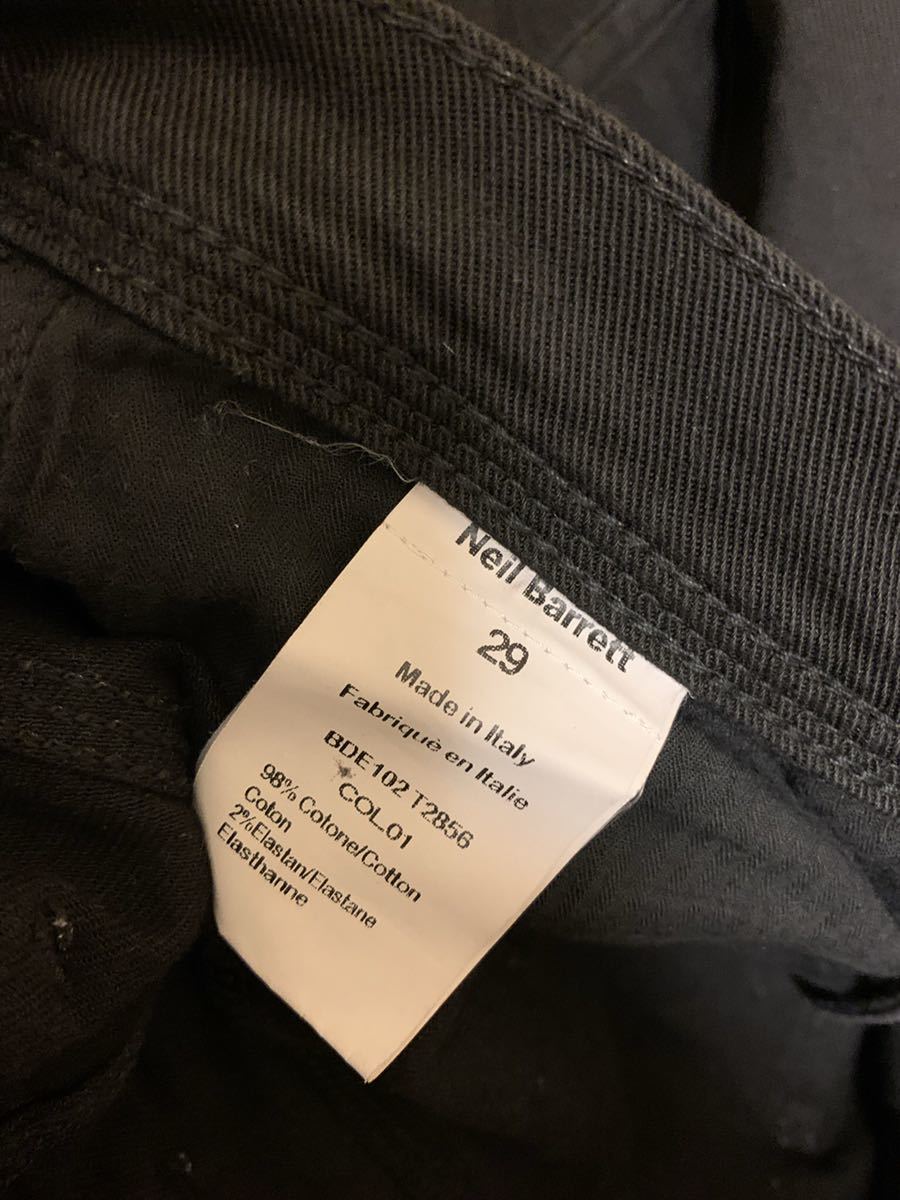 Neil Barrett
29
Made in Italy
Fabriquè en Italie
BDE102 T2856
COL.01
98% Cotone/Cotton
Coton
2%Elastan/Elastane
Elasthanne